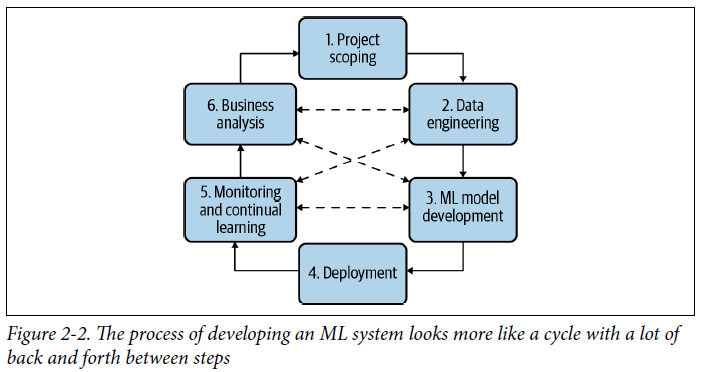 1. Project
scoping
2. Data
engineering
3. ML model
development
4. Deployment
5. Monitoring
and continual
learning
6. Business
analysis
Figure 2-2. The process of developing an ML system looks more like a cycle with a lot of
back and forth between steps